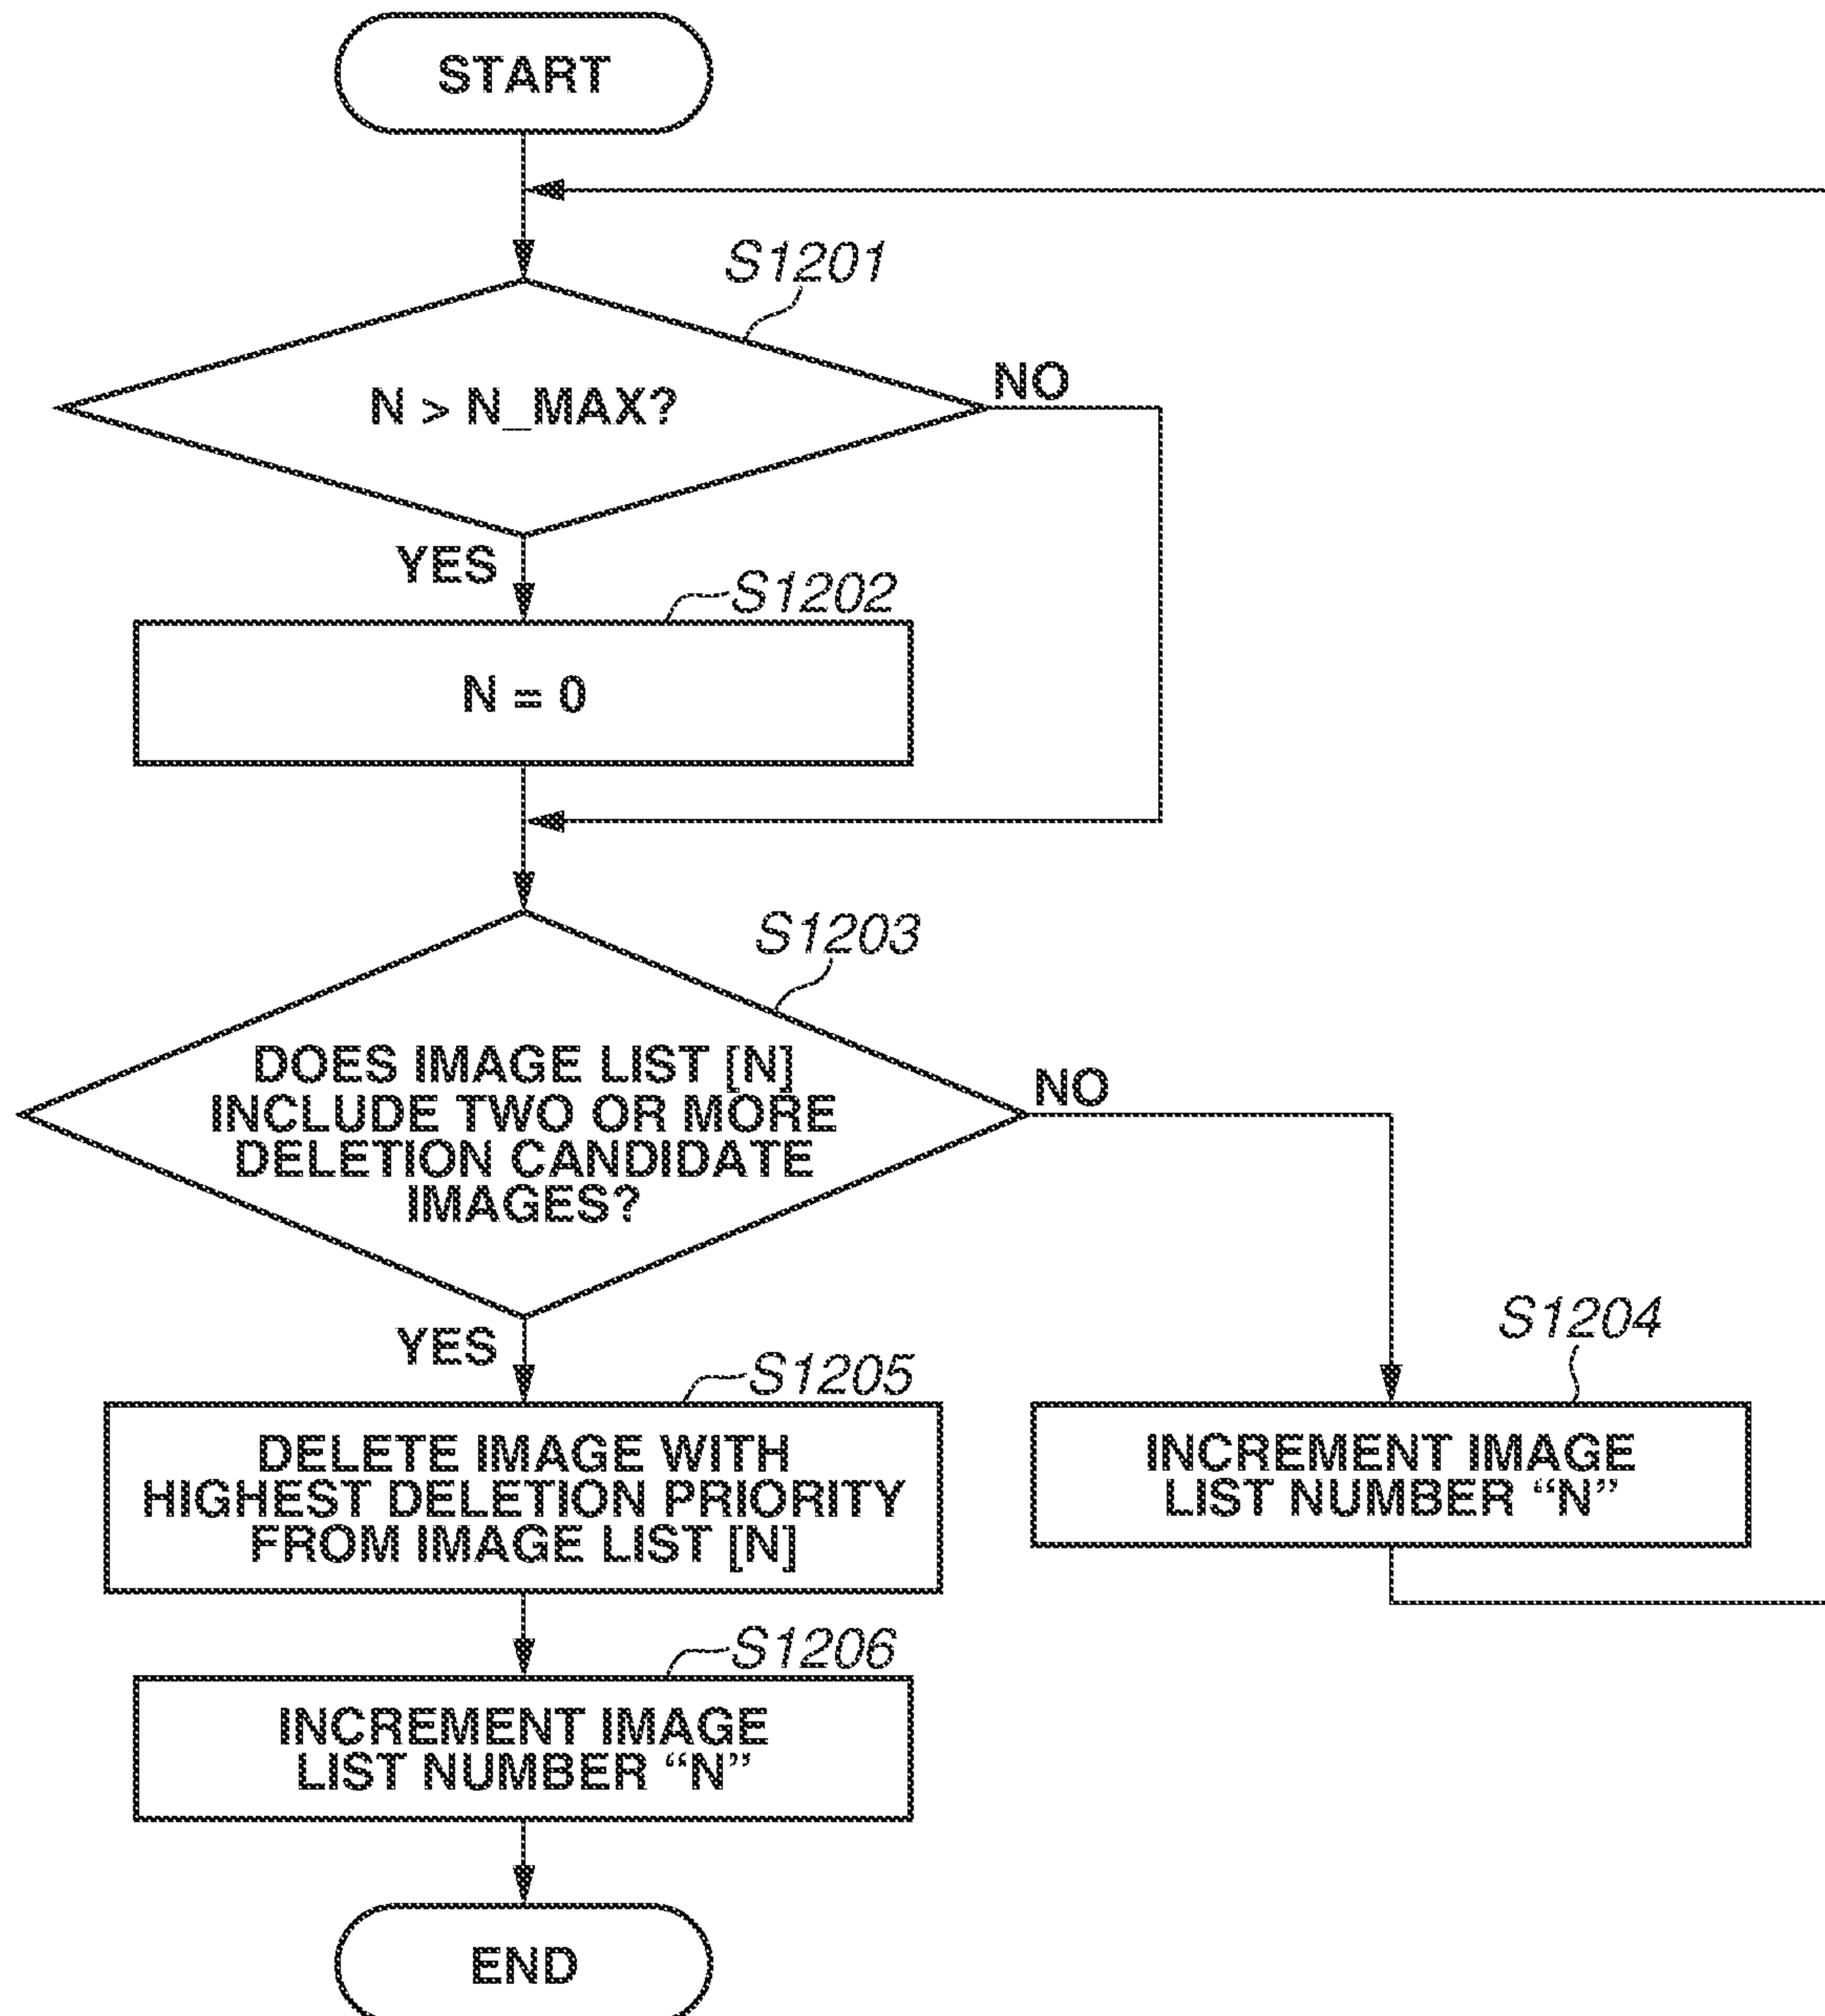 START
S1201
N > N_MAX?
NO
YES
S1202
N = 0
S1203
DOES IMAGE LIST [N]
INCLUDE TWO OR MORE
DELETION CANDIDATE
IMAGES?
NO
YES
S1205
DELETE IMAGE WITH
HIGHEST DELETION PRIORITY
FROM IMAGE LIST [N]
S1204
INCREMENT IMAGE
LIST NUMBER “N”
S1206
INCREMENT IMAGE
LIST NUMBER “N”
END